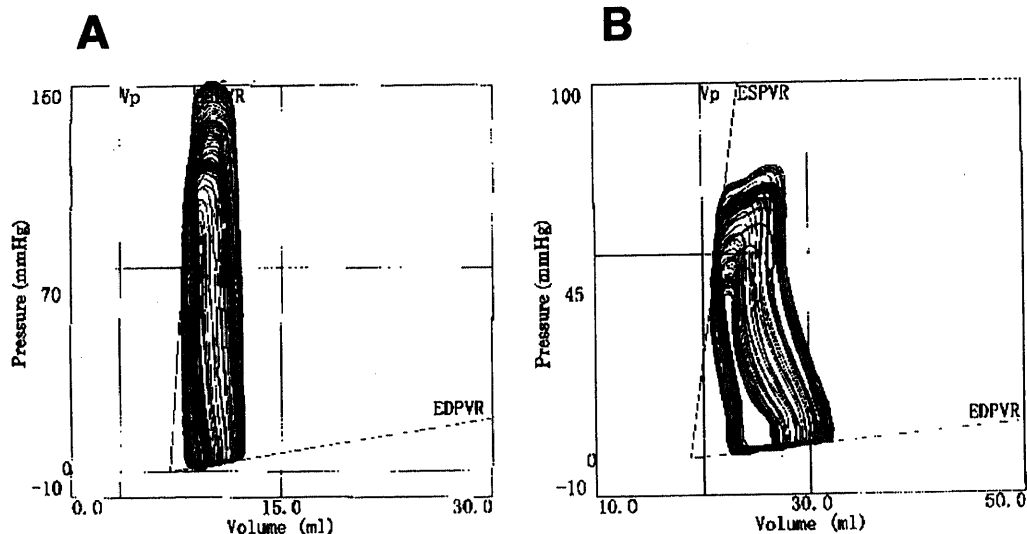 A
150
Vp
Pressure (mmHg)
70
EDPVR
0
-10
0.0
15.0
30.0
Volume (ml)
B
100
Vp
ESPVR
Pressure (mmHg)
45
EDPVR
0
-10
10.0
30.0
50.0
Volume (ml)